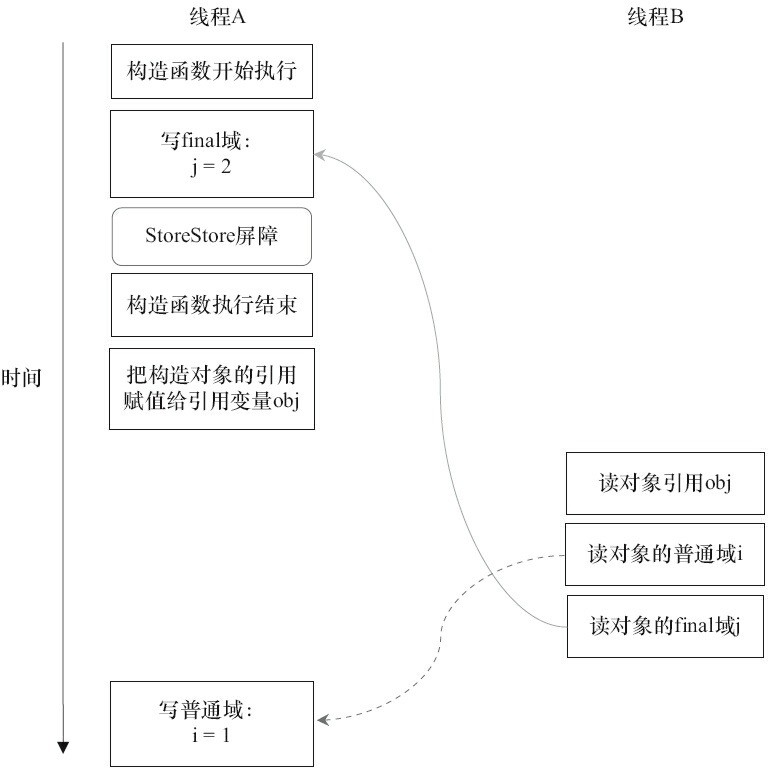 线程A
线程B
构造函数开始执行
写final域：
j = 2
StoreStore屏障
构造函数执行结束
时间
把构造对象的引用
赋值给引用变量obj
读对象引用obj
读对象的普通域i
读对象的final域j
写普通域：
i = 1